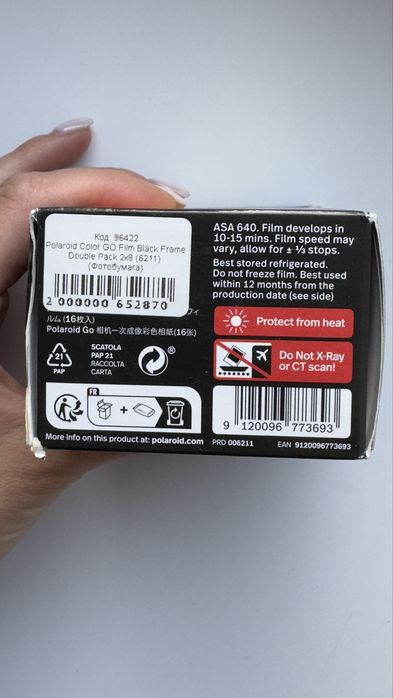 Код: 96422
Polaroid Color GO Film Black Frame
Double Pack 2x8 (6211)
(Фотобумага)
2 000000 652870
フィ
ルム (16枚入)
Polaroid Go 相机一次成像彩色相紙(16张)
21
PAP
SCATOLA
PAP 21
RACCOLTA
CARTA
®
FR
+
More info on this product at: polaroid.com
ASA 640. Film develops in
10-15 mins. Film speed may
vary, allow for ± ⅓ stops.
Best stored refrigerated.
Do not freeze film. Best used
within 12 months from the
production date (see side)
Protect from heat
Do Not X-Ray
or CT scan!
9 120096 773693
PRD 006211
EAN 9120096773693